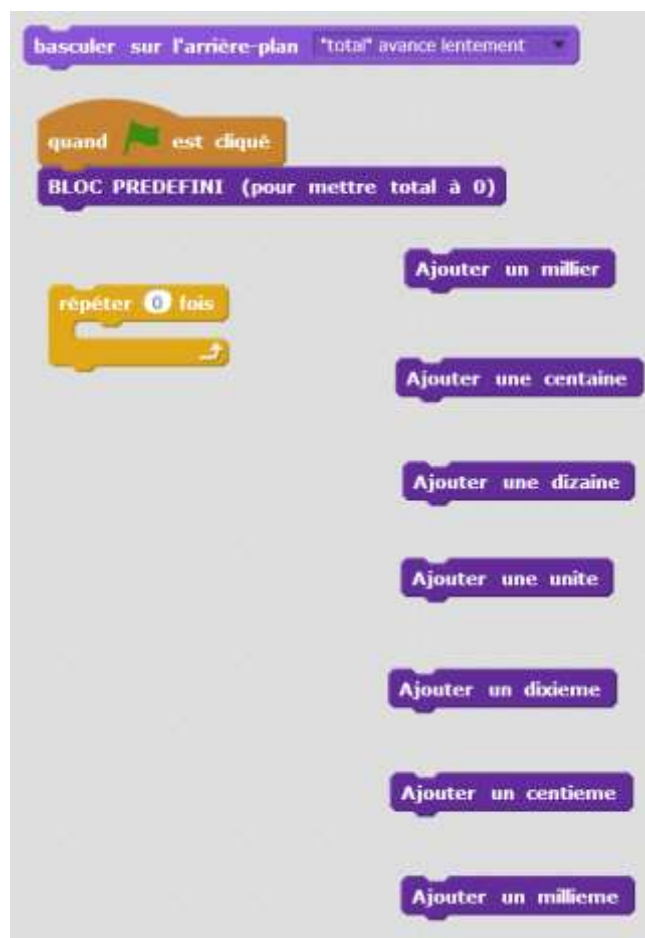 basculer sur l'arrière-plan "total" avance lentement
quand est cliqué
BLOC PREDEFINI (pour mettre total à 0)
Ajouter un millier
répéter 0 fois
Ajouter une centaine
Ajouter une dizaine
Ajouter une unite
Ajouter un dixieme
Ajouter un centieme
Ajouter un millieme